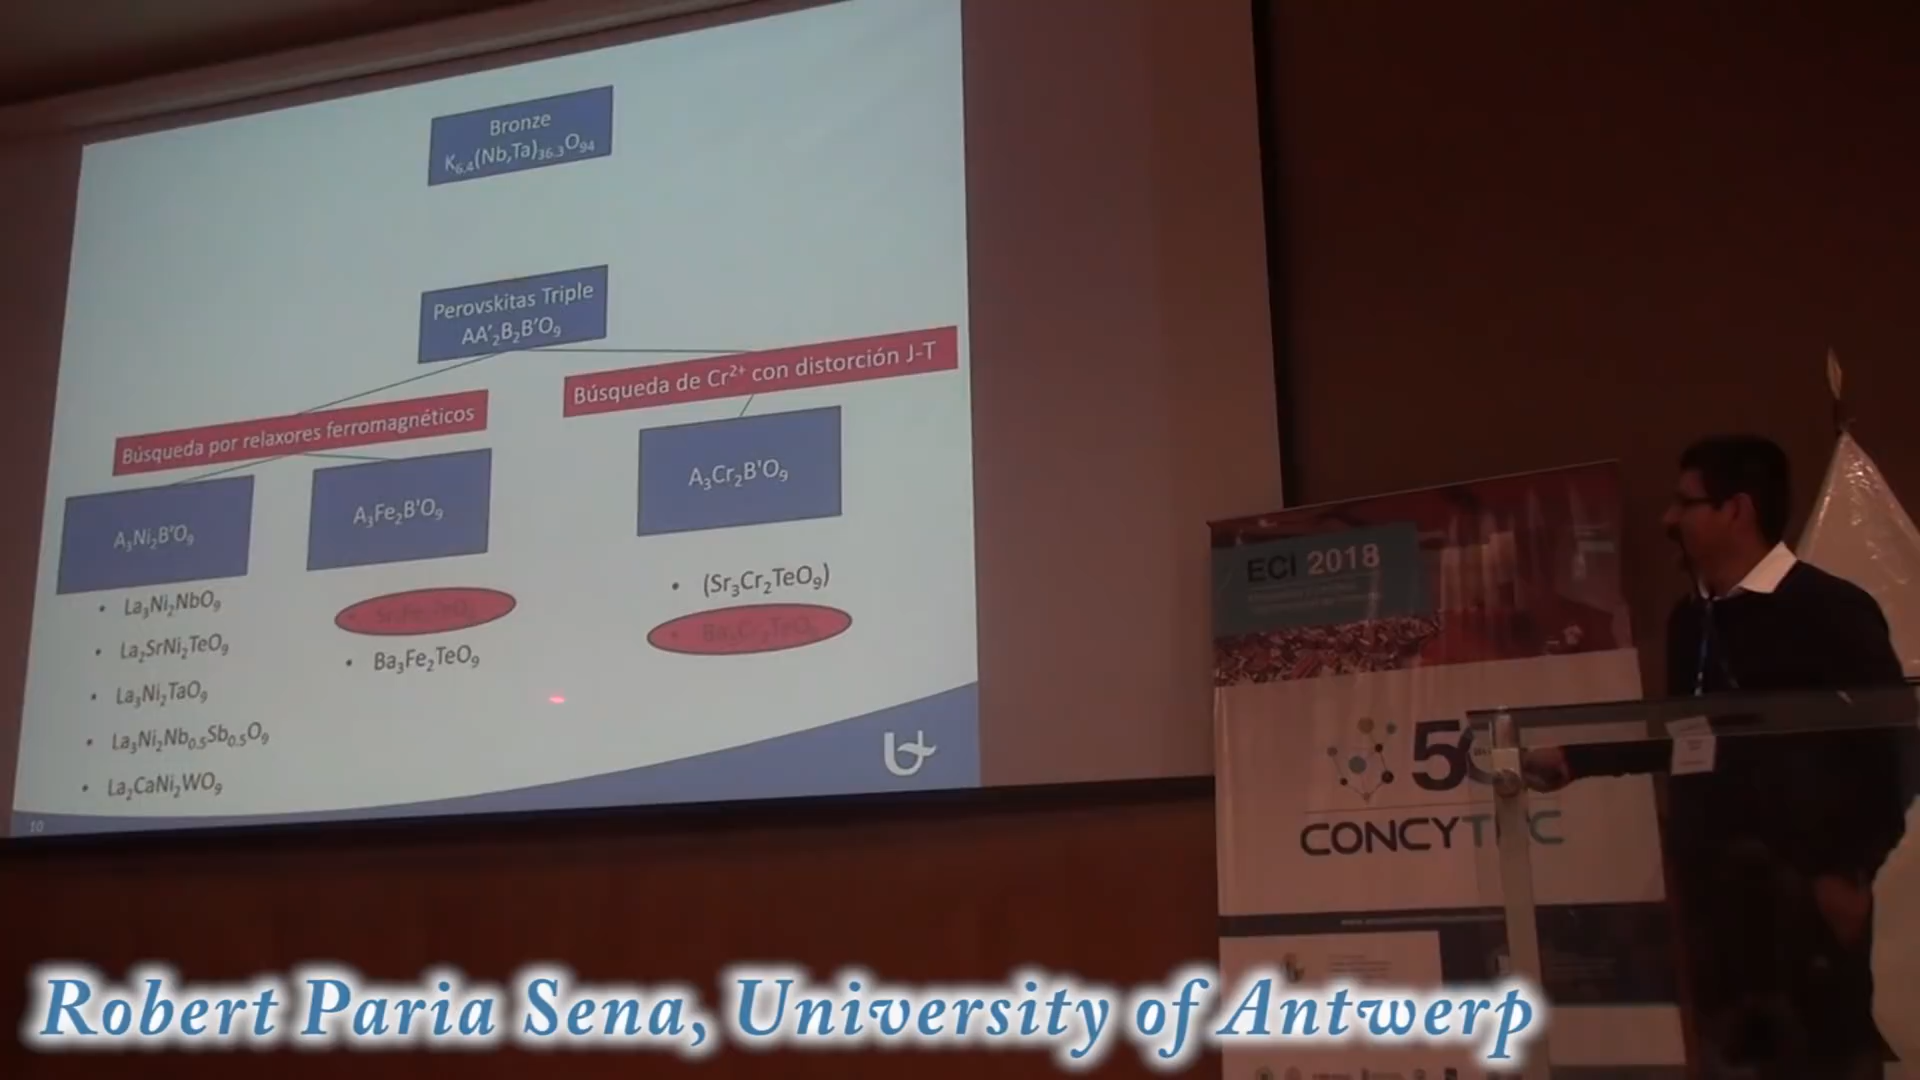 Bronze
K6.4(Nb,Ta)36.3O94
Perovskitas Triple
AA'2B2B'O9
Búsqueda por relaxores ferromagnéticos
Búsqueda de Cr2+ con distorción J-T
A3Ni2B'O9
A3Fe2B'O9
A3Cr2B'O9
• La3Ni2NbO9
• La2SrNi2TeO9
• La3Ni2TaO9
• La3Ni2Nb0.5Sb0.5O9
• La2CaNi2WO9
• Ba3Fe2TeO9
• (Sr3Cr2TeO9)
• Ba3Cr2TeO9
10
ECI 2018
CONCYT C
Robert Paria Sena, University of Antwerp